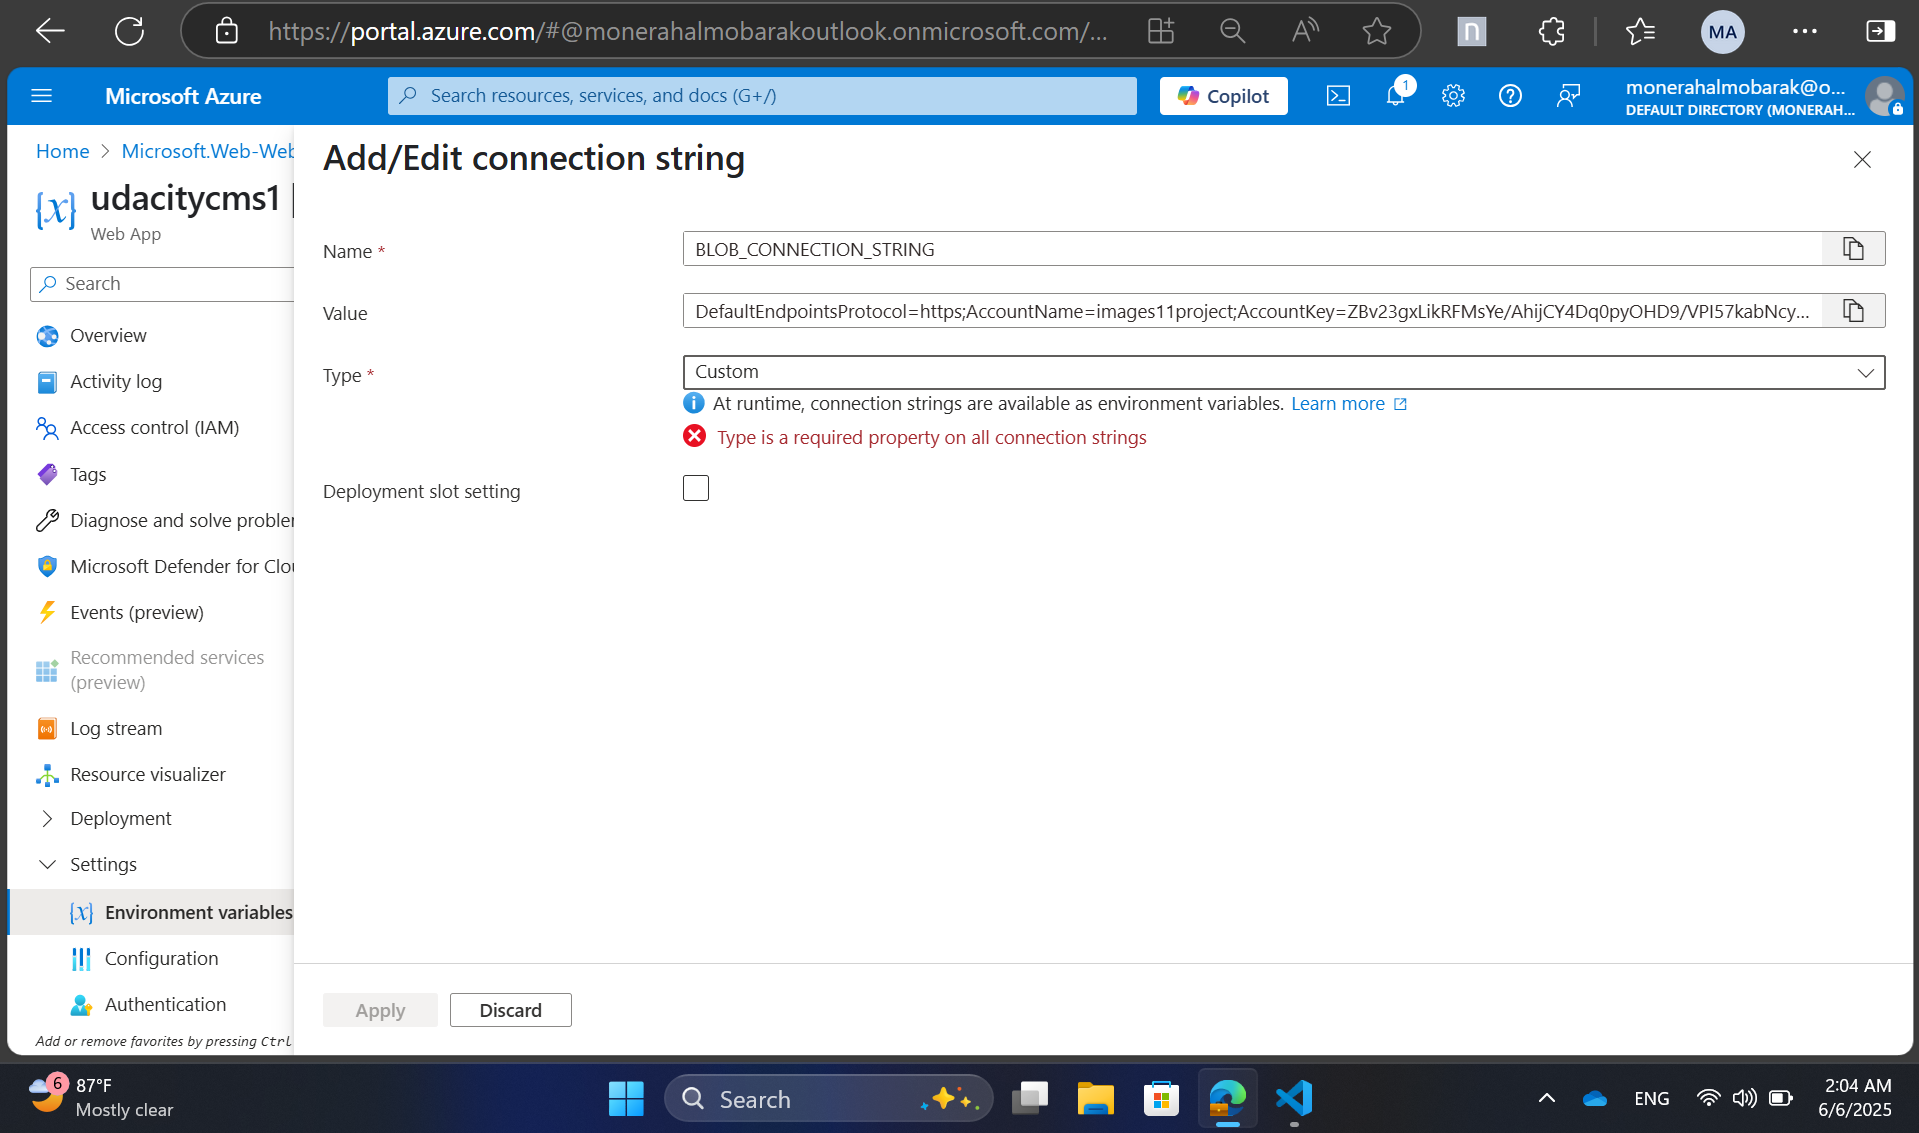 https://portal.azure.com/#@monerahalmobarakoutlook.onmicrosoft.com/...
MA
Microsoft Azure
Search resources, services, and docs (G+/)
Copilot
1
monerahalmobarak@o...
DEFAULT DIRECTORY (MONERAH...
Home > Microsoft.Web-Web
Add/Edit connection string
udacitycms1 |
Web App
Search
Overview
Activity log
Access control (IAM)
Tags
Diagnose and solve probler
Microsoft Defender for Clou
Events (preview)
Recommended services
(preview)
Log stream
Resource visualizer
Deployment
Settings
Environment variables
Configuration
Authentication
Add or remove favorites by pressing Ctrl
Name *
BLOB_CONNECTION_STRING
Value
DefaultEndpointsProtocol=https;AccountName=images11project;AccountKey=ZBv23gxLikRFMsYe/AhijCY4Dq0pyOHD9/VPI57kabNcy...
Type *
Custom
At runtime, connection strings are available as environment variables. Learn more
Type is a required property on all connection strings
Deployment slot setting
Apply
Discard
6
87°F
Mostly clear
Search
ENG
2:04 AM
6/6/2025